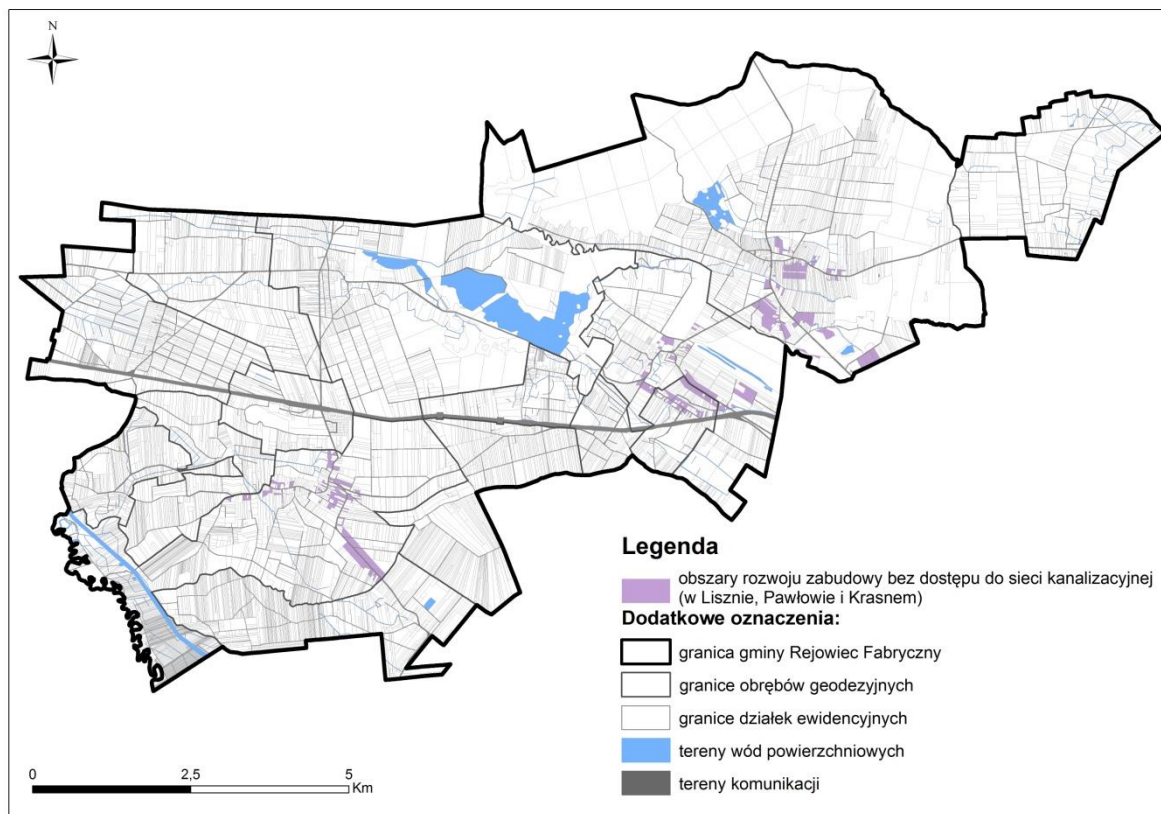 N
Legenda
obszary rozwoju zabudowy bez dostępu do sieci kanalizacyjnej
(w Lisznie, Pawłowie i Krasnem)
Dodatkowe oznaczenia:
granica gminy Rejowiec Fabryczny
granice obrębów geodezyjnych
granice działek ewidencyjnych
tereny wód powierzchniowych
tereny komunikacji
0 2,5 5
Km